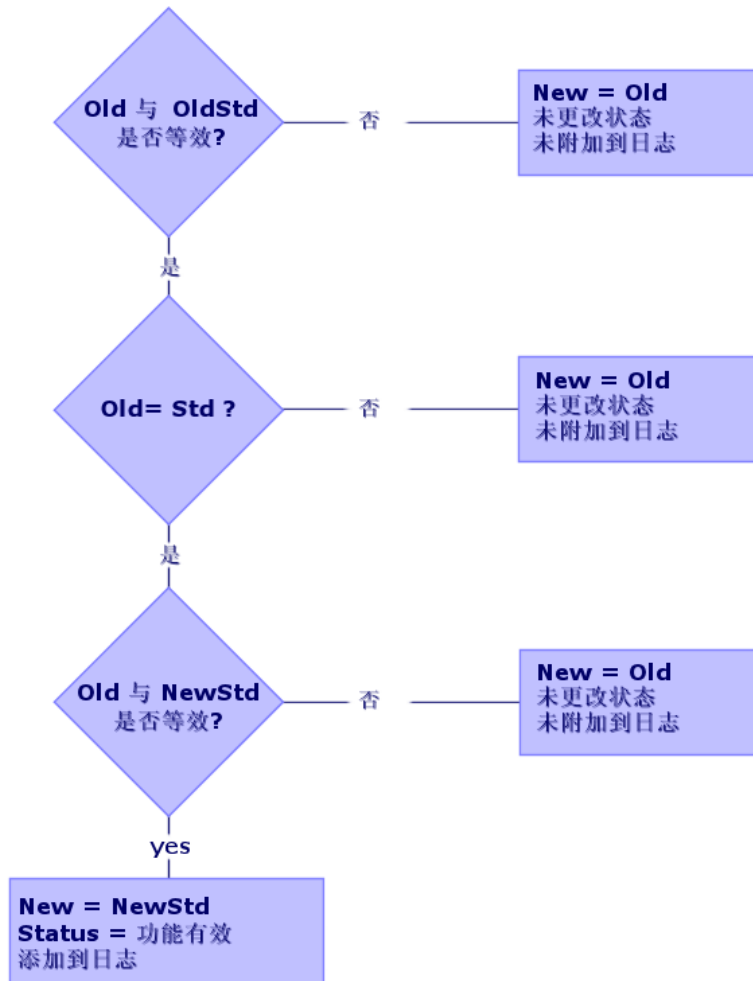 Old 与 OldStd
是否等效?
否
New = Old
未更改状态
未附加到日志
是
Old= Std ?
否
New = Old
未更改状态
未附加到日志
是
Old 与 NewStd
是否等效?
否
New = Old
未更改状态
未附加到日志
yes
New = NewStd
Status = 功能有效
添加到日志